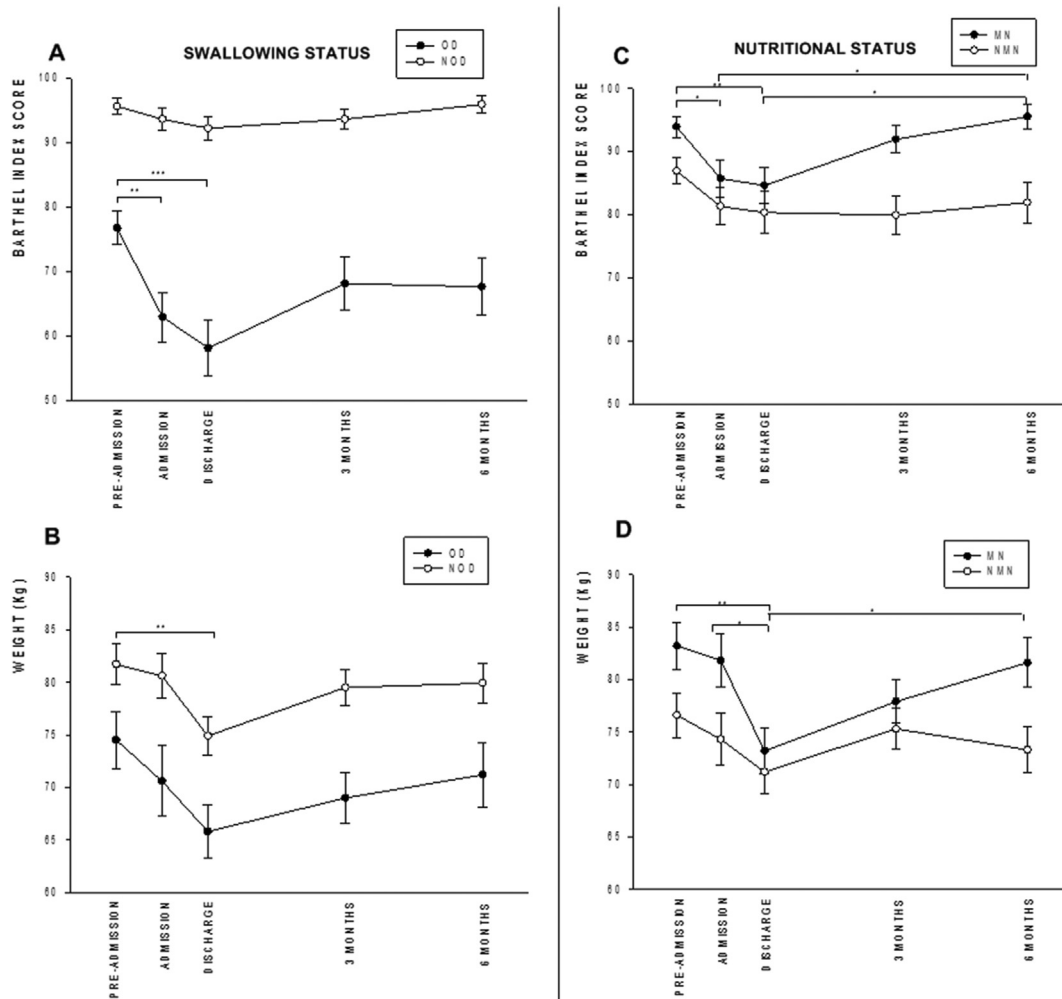 A
SWALLOWING STATUS
OD
NOD
BARTHEL INDEX SCORE
100
90
80
70
60
50
***
**
PRE-ADMISSION
ADMISSION
DISCHARGE
3 MONTHS
6 MONTHS
B
OD
NOD
WEIGHT (Kg)
90
85
80
75
70
65
60
**
PRE-ADMISSION
ADMISSION
DISCHARGE
3 MONTHS
6 MONTHS
C
NUTRITIONAL STATUS
MN
NMN
BARTHEL INDEX SCORE
100
90
80
70
60
50
*
**
*
*
PRE-ADMISSION
ADMISSION
DISCHARGE
3 MONTHS
6 MONTHS
D
MN
NMN
WEIGHT (Kg)
90
85
80
75
70
65
60
**
*
*
PRE-ADMISSION
ADMISSION
DISCHARGE
3 MONTHS
6 MONTHS